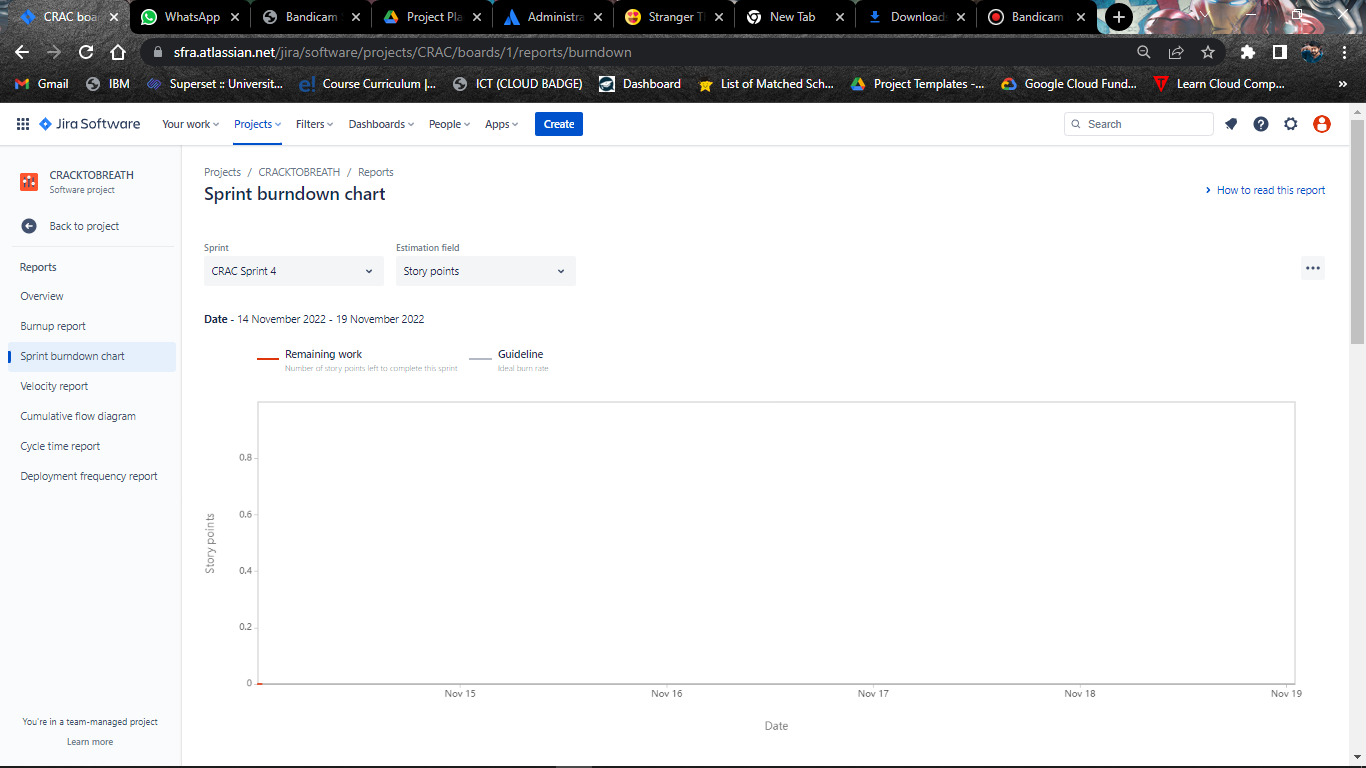 CRAC boa
WhatsApp
Bandicam
Project Pla
Administra
Stranger T
New Tab
Downloads
Bandicam
sfra.atlassian.net/jira/software/projects/CRAC/boards/1/reports/burndown
Gmail
IBM
Superset :: Universit...
Course Curriculum |...
ICT (CLOUD BADGE)
Dashboard
List of Matched Sch...
Project Templates -...
Google Cloud Fund...
Learn Cloud Comp...
»
Jira Software
Your work
Projects
Filters
Dashboards
People
Apps
Create
Search
CRACKTOBREATH
Software project
Back to project
Reports
Overview
Burnup report
Sprint burndown chart
Velocity report
Cumulative flow diagram
Cycle time report
Deployment frequency report
You're in a team-managed project
Learn more
Projects / CRACKTOBREATH / Reports
Sprint burndown chart
How to read this report
Sprint
CRAC Sprint 4
Estimation field
Story points
Date - 14 November 2022 - 19 November 2022
Remaining work
Number of story points left to complete this sprint
Guideline
Ideal burn rate
Story points
0.8
0.6
0.4
0.2
0
Nov 15
Nov 16
Nov 17
Nov 18
Nov 19
Date